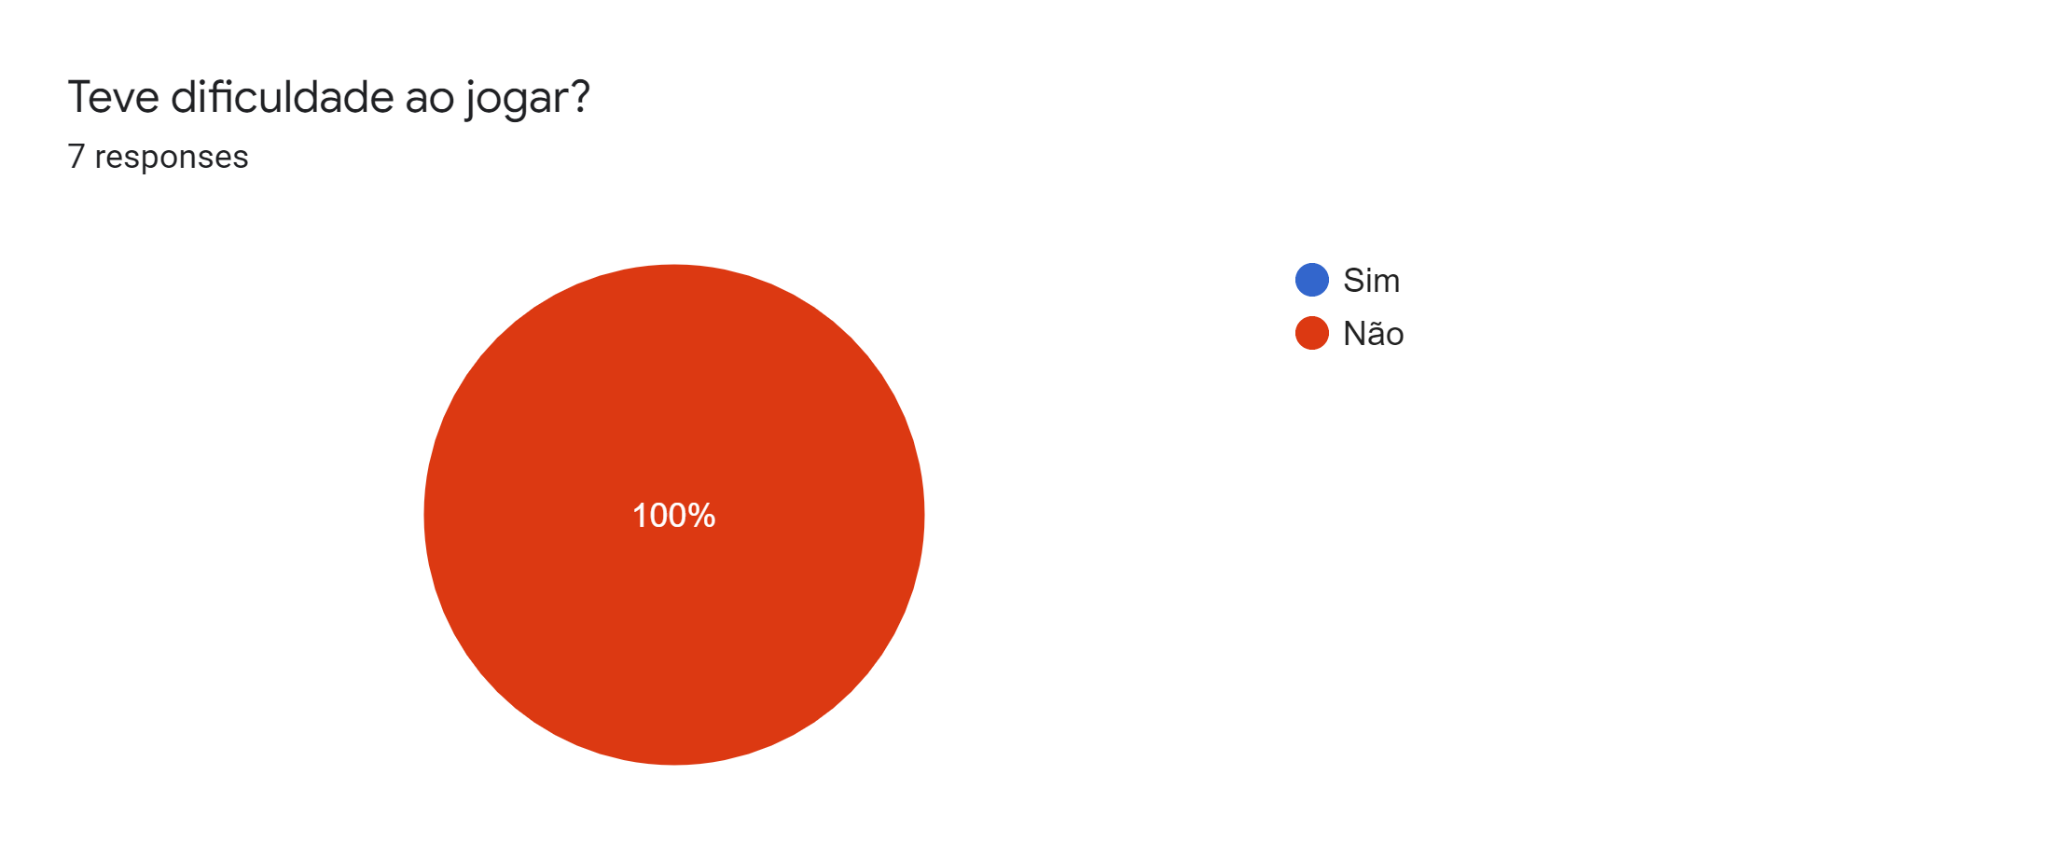 Teve dificuldade ao jogar?
7 responses
Sim
Não
100%